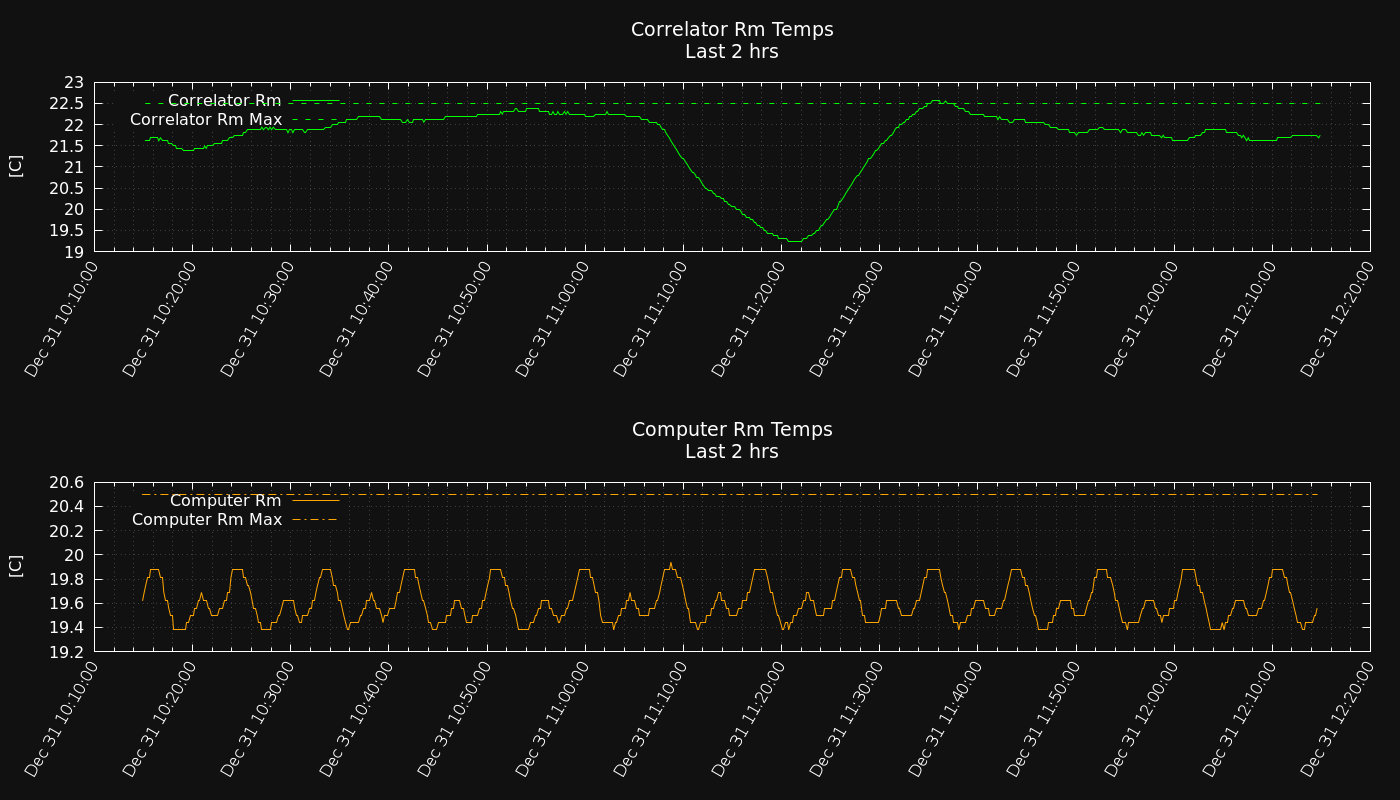 Correlator Rm Temps
Last 2 hrs
23
22.5
22
21.5
21
20.5
20
19.5
19
[C]
Correlator Rm
Correlator Rm Max
Dec 31 10:10:00
Dec 31 10:20:00
Dec 31 10:30:00
Dec 31 10:40:00
Dec 31 10:50:00
Dec 31 11:00:00
Dec 31 11:10:00
Dec 31 11:20:00
Dec 31 11:30:00
Dec 31 11:40:00
Dec 31 11:50:00
Dec 31 12:00:00
Dec 31 12:10:00
Dec 31 12:20:00
Computer Rm Temps
Last 2 hrs
20.6
20.4
20.2
20
19.8
19.6
19.4
19.2
[C]
Computer Rm
Computer Rm Max
Dec 31 10:10:00
Dec 31 10:20:00
Dec 31 10:30:00
Dec 31 10:40:00
Dec 31 10:50:00
Dec 31 11:00:00
Dec 31 11:10:00
Dec 31 11:20:00
Dec 31 11:30:00
Dec 31 11:40:00
Dec 31 11:50:00
Dec 31 12:00:00
Dec 31 12:10:00
Dec 31 12:20:00